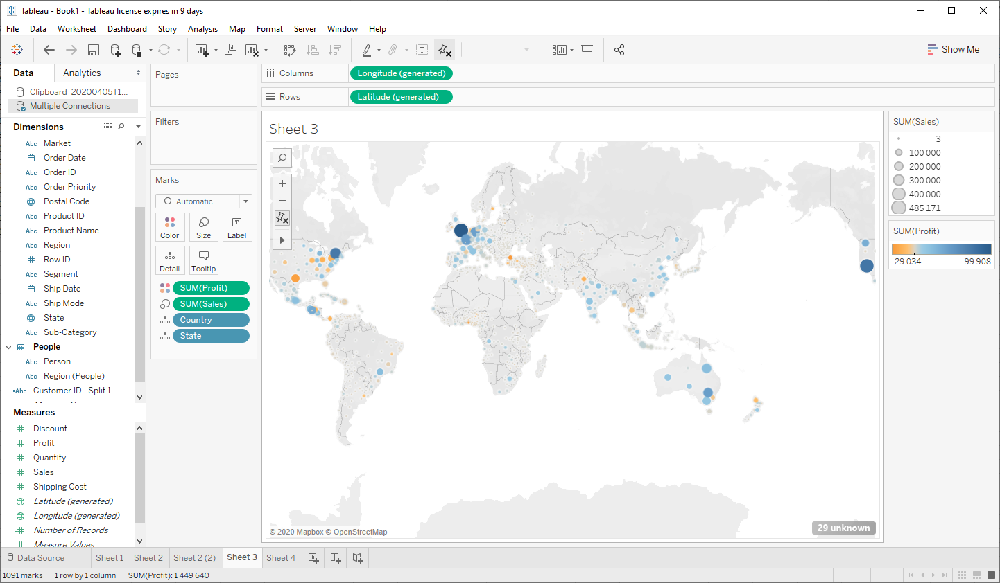 Tableau - Book1 - Tableau license expires in 9 days
File Data Worksheet Dashboard Story Analysis Map Format Server Window Help
Show Me
Data Analytics
Clipboard_20200405T1...
Multiple Connections
Dimensions
Abc Market
Order Date
Abc Order ID
Abc Order Priority
Postal Code
Abc Product ID
Abc Product Name
Abc Region
Row ID
Abc Segment
Ship Date
Abc Ship Mode
State
Abc Sub-Category
People
Abc Person
Abc Region (People)
=Abc Customer ID - Split 1
Measures
Discount
Profit
Quantity
Sales
Shipping Cost
Latitude (generated)
Longitude (generated)
Number of Records
Measure Values
Pages
Filters
Marks
Automatic
Color Size Label
Detail Tooltip
SUM(Profit)
SUM(Sales)
Country
State
Columns Longitude (generated)
Rows Latitude (generated)
Sheet 3
© 2020 Mapbox © OpenStreetMap
29 unknown
SUM(Sales)
3
100 000
200 000
300 000
400 000
485 171
SUM(Profit)
-29 034 99 908
Data Source Sheet 1 Sheet 2 Sheet 2 (2) Sheet 3 Sheet 4
1091 marks 1 row by 1 column SUM(Profit): 1 449 640